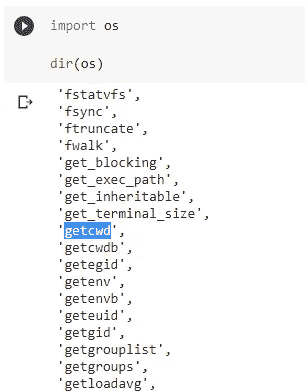 import os
dir(os)
'fstatvfs',
'fsync',
'ftruncate',
'fwalk',
'get_blocking',
'get_exec_path',
'get_inheritable',
'get_terminal_size',
'getcwd',
'getcwdb',
'getegid',
'getenv',
'getenvb',
'geteuid',
'getgid',
'getgrouplist',
'getgroups',
'getloadavg',